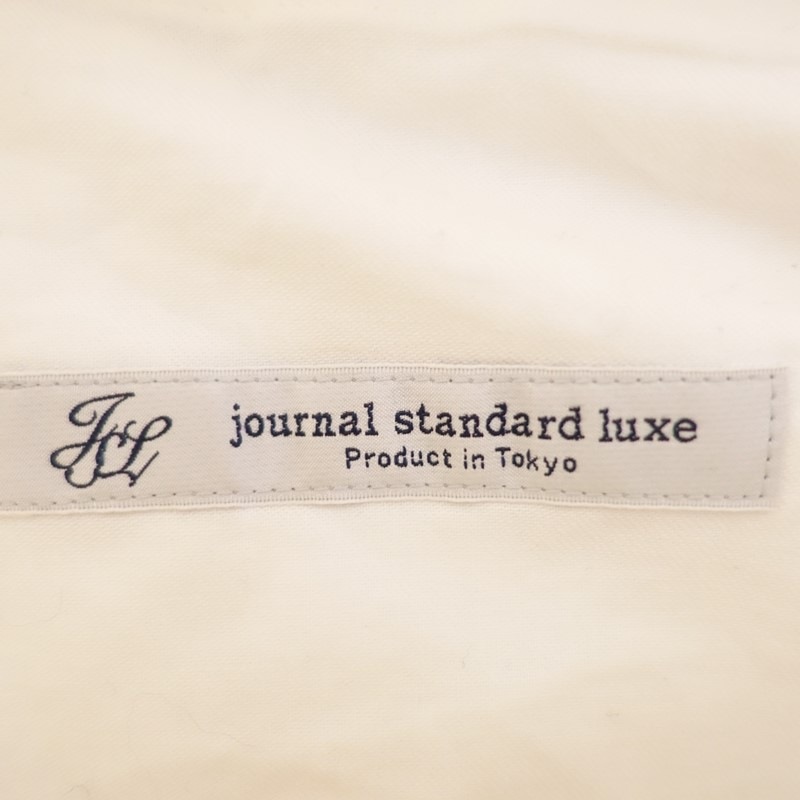 JSL
journal standard luxe
Product in Tokyo